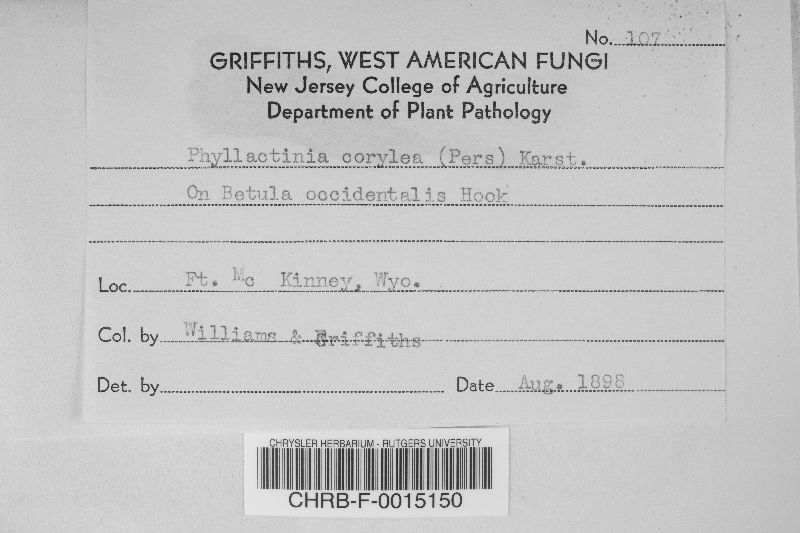 No. 107
GRIFFITHS, WEST AMERICAN FUNGI
New Jersey College of Agriculture
Department of Plant Pathology
Phyllactinia corylea (Pers) Karst.
On Betula occidentalis Hook
Loc. Ft. Mc Kinney, Wyo.
Col. by Williams & Griffiths
Det. by
Date Aug. 1898
CHRYSLER HERBARIUM - RUTGERS UNIVERSITY
CHRB-F-0015150